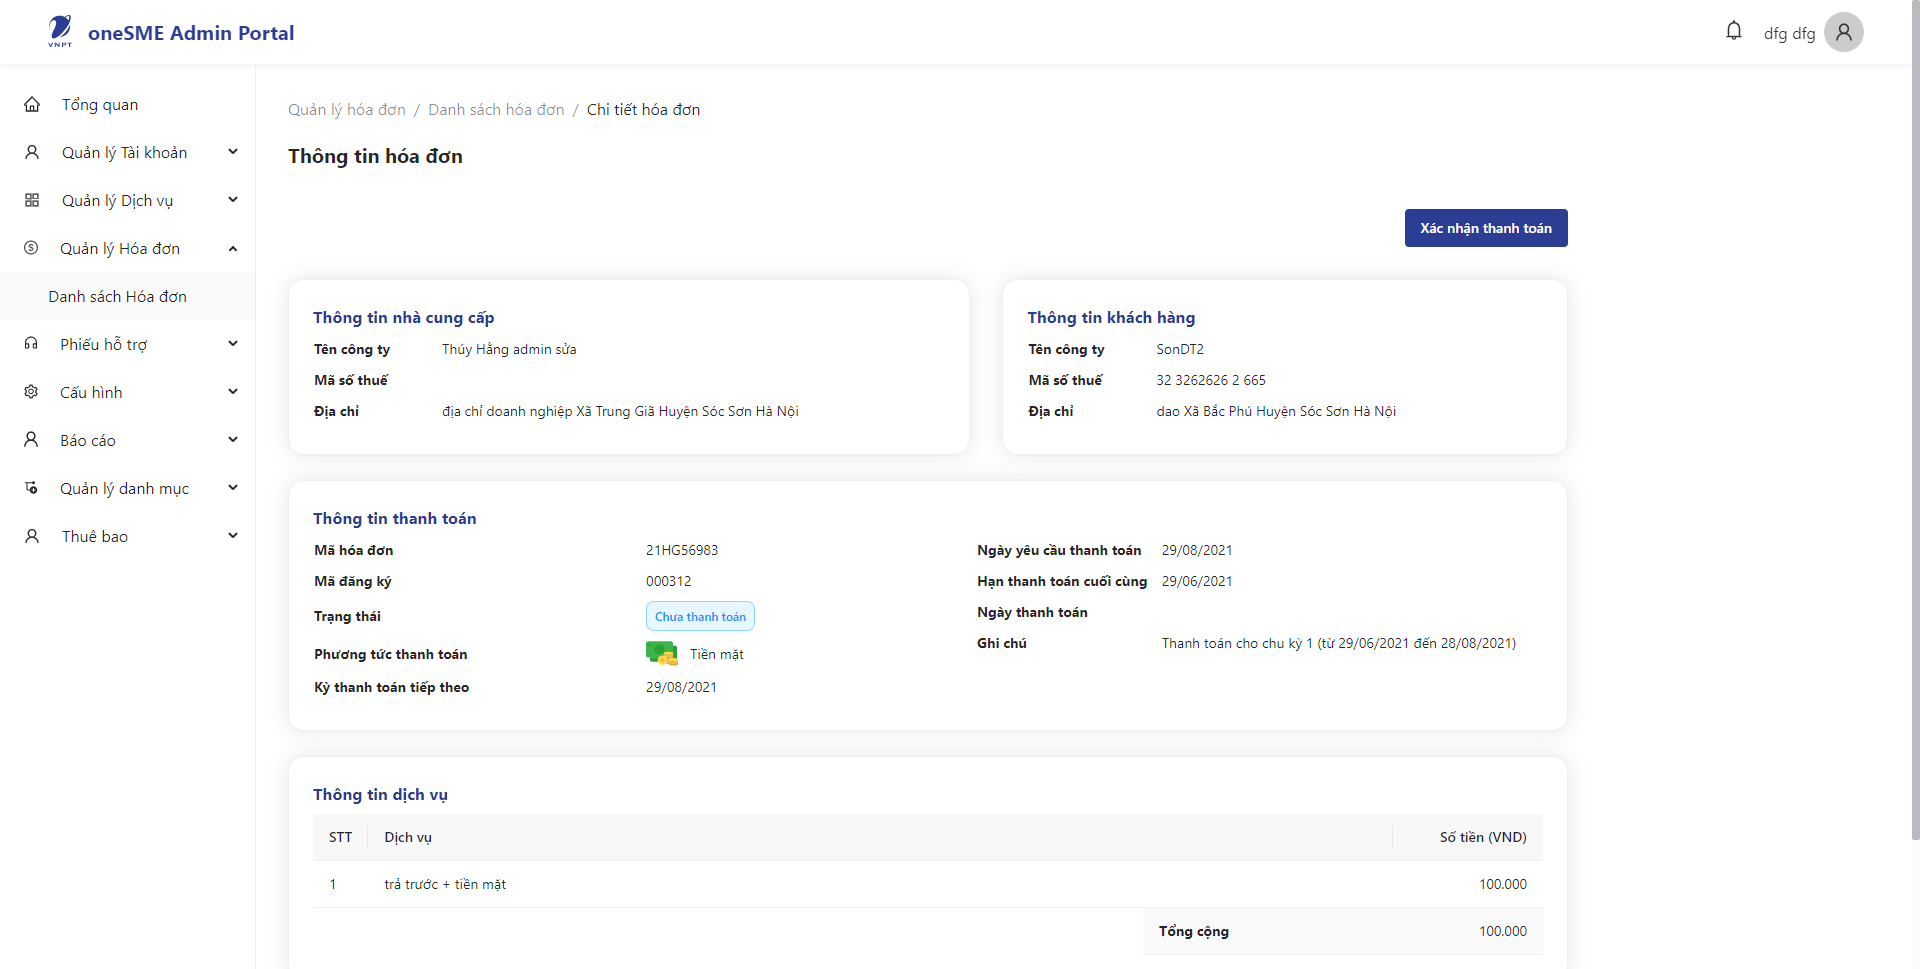 VNPT
oneSME Admin Portal
dfg dfg
Tổng quan
Quản lý Tài khoản
Quản lý Dịch vụ
Quản lý Hóa đơn
Danh sách Hóa đơn
Phiếu hỗ trợ
Cấu hình
Báo cáo
Quản lý danh mục
Thuê bao
Quản lý hóa đơn / Danh sách hóa đơn / Chi tiết hóa đơn
Thông tin hóa đơn
Xác nhận thanh toán
Thông tin nhà cung cấp
Tên công ty Thúy Hằng admin sửa
Mã số thuế
Địa chỉ địa chỉ doanh nghiệp Xã Trung Giã Huyện Sóc Sơn Hà Nội
Thông tin khách hàng
Tên công ty SonDT2
Mã số thuế 32 3262626 2 665
Địa chỉ dao Xã Bắc Phú Huyện Sóc Sơn Hà Nội
Thông tin thanh toán
Mã hóa đơn 21HG56983
Mã đăng ký 000312
Trạng thái Chưa thanh toán
Phương tức thanh toán Tiền mặt
Kỳ thanh toán tiếp theo 29/08/2021
Ngày yêu cầu thanh toán 29/08/2021
Hạn thanh toán cuối cùng 29/06/2021
Ngày thanh toán
Ghi chú Thanh toán cho chu kỳ 1 (từ 29/06/2021 đến 28/08/2021)
Thông tin dịch vụ
STT Dịch vụ Số tiền (VND)
1 trả trước + tiền mặt 100.000
Tổng cộng 100.000